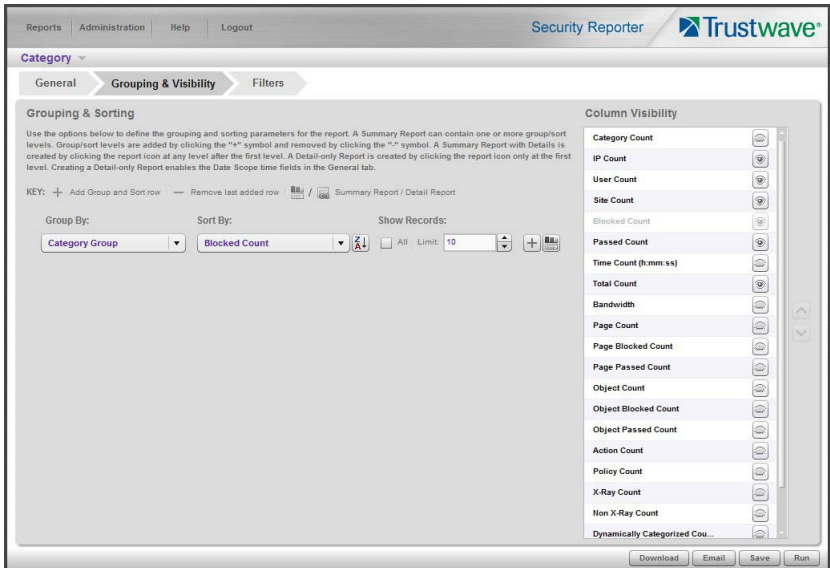 Reports Administration Help Logout
Security Reporter Trustwave®
Category
General Grouping & Visibility Filters
Grouping & Sorting
Use the options below to define the grouping and sorting parameters for the report. A Summary Report can contain one or more group/sort
levels. Group/sort levels are added by clicking the "+" symbol and removed by clicking the "-" symbol. A Summary Report with Details is
created by clicking the report icon at any level after the first level. A Detail-only Report is created by clicking the report icon only at the first
level. Creating a Detail-only Report enables the Date Scope time fields in the General tab.
KEY: + Add Group and Sort row — Remove last added row / Summary Report / Detail Report
Group By: Sort By: Show Records:
Category Group Blocked Count Z A All Limit: 10 +
Column Visibility
Category Count
IP Count
User Count
Site Count
Blocked Count
Passed Count
Time Count (h:mm:ss)
Total Count
Bandwidth
Page Count
Page Blocked Count
Page Passed Count
Object Count
Object Blocked Count
Object Passed Count
Action Count
Policy Count
X-Ray Count
Non X-Ray Count
Dynamically Categorized Cou...
Download Email Save Run